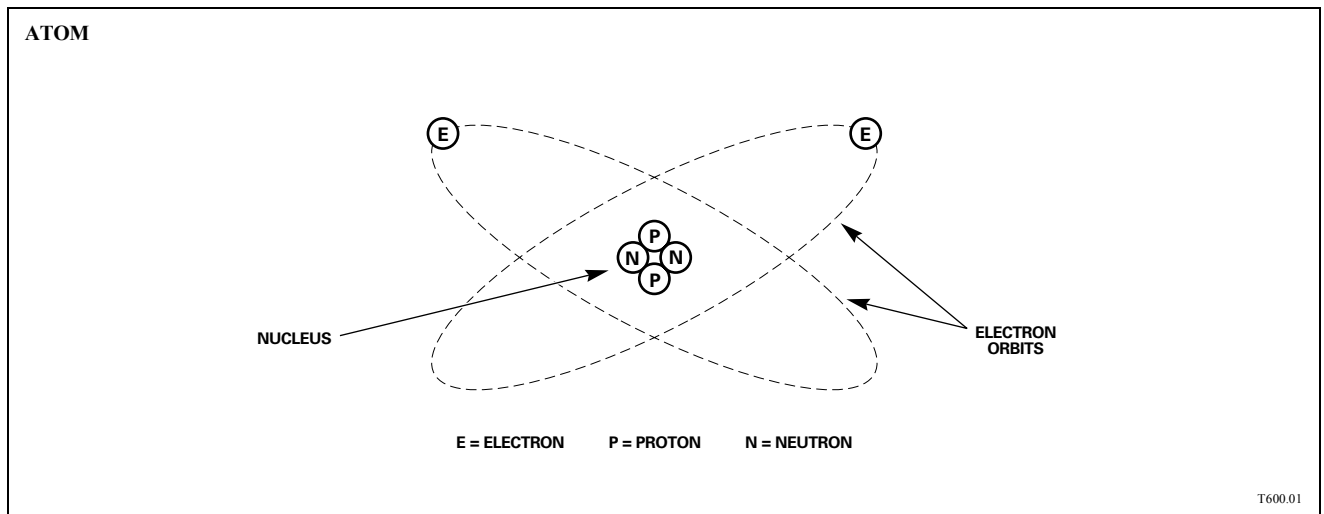 ATOM
E
E
P
N
N
P
NUCLEUS
ELECTRON
ORBITS
E = ELECTRON P = PROTON N = NEUTRON
T600.01